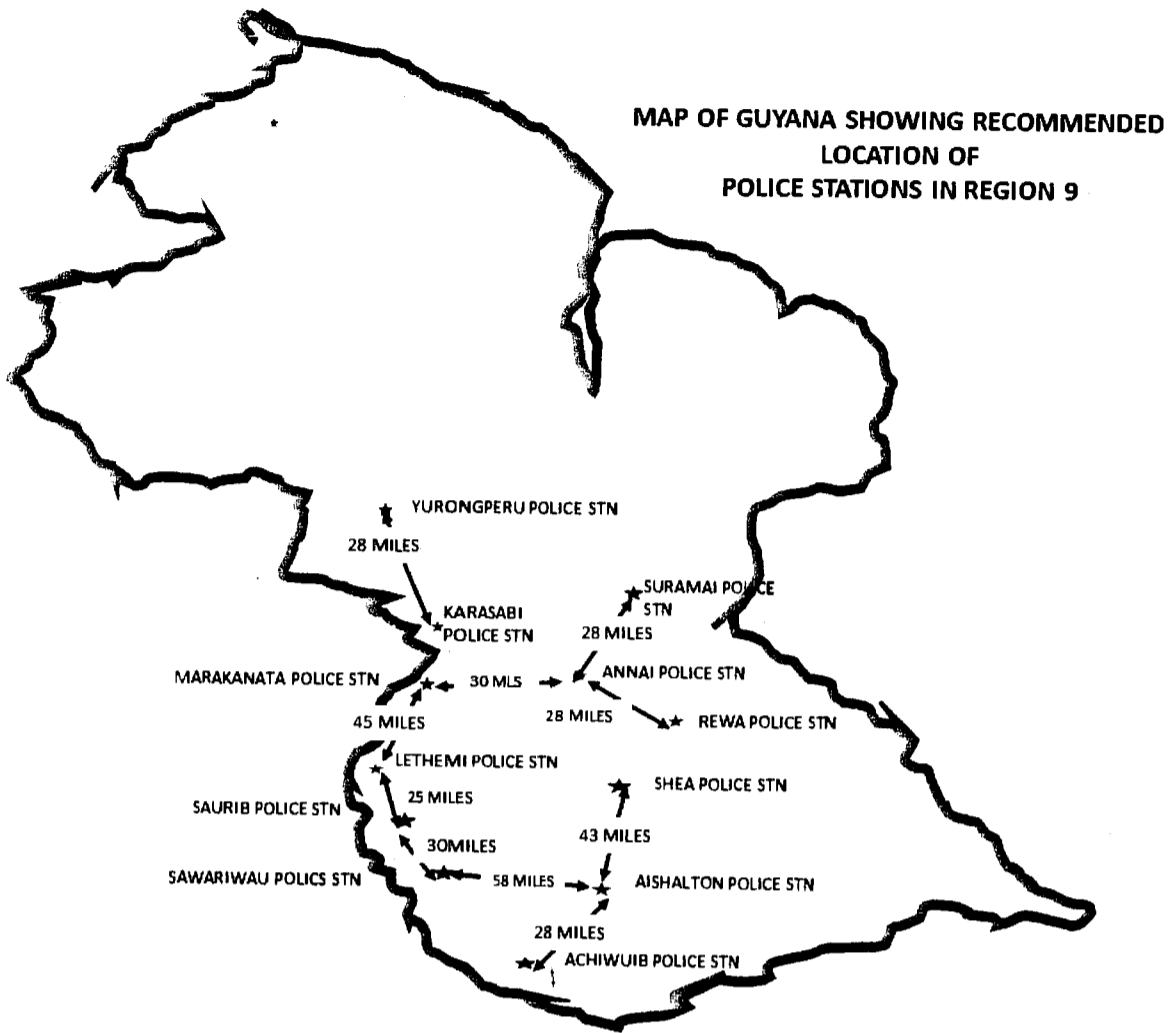 MAP OF GUYANA SHOWING RECOMMENDED
LOCATION OF
POLICE STATIONS IN REGION 9
YURONGPERU POLICE STN
28 MILES
SURAMAI POLICE
STN
KARASABI
POLICE STN
28 MILES
MARAKANATA POLICE STN
30 MLS
ANNAI POLICE STN
45 MILES
28 MILES
REWA POLICE STN
LETHEMI POLICE STN
25 MILES
SHEA POLICE STN
SAURIB POLICE STN
30MILES
43 MILES
SAWARIWAU POLICS STN
58 MILES
AISHALTON POLICE STN
28 MILES
ACHIWUIB POLICE STN